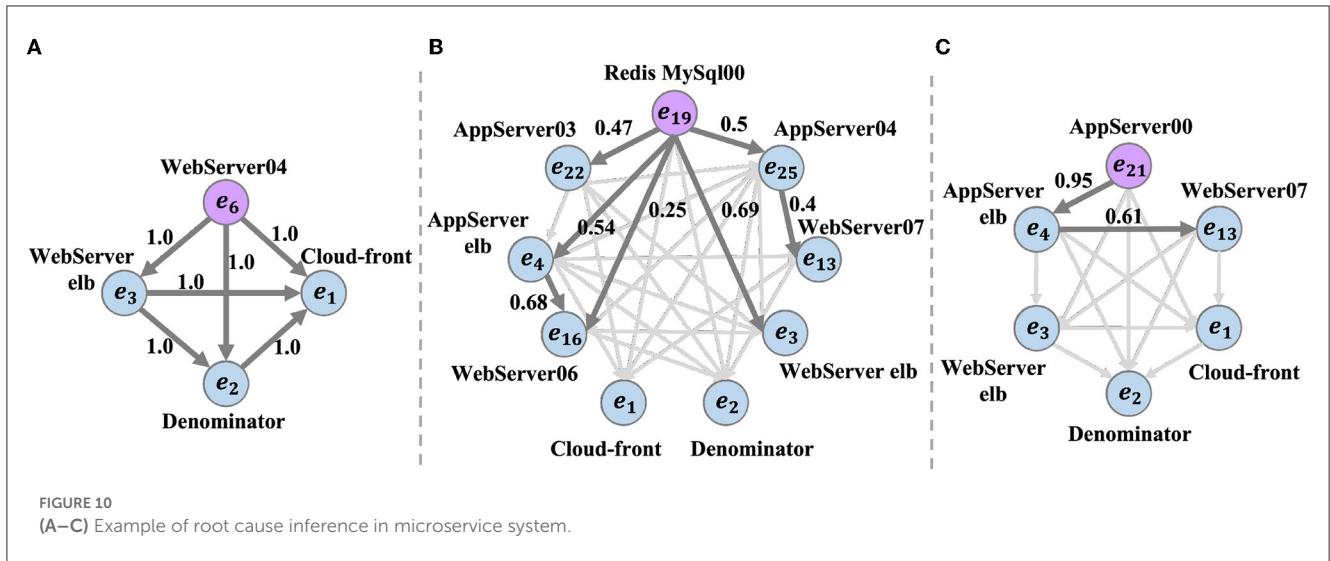 A
WebServer04
e6
1.0
1.0
1.0
WebServer
elb
Cloud-front
e3
1.0
e1
1.0
1.0
e2
Denominator
B
Redis MySql00
e19
AppServer03
0.47
0.5
AppServer04
e22
e25
AppServer
elb
0.54
0.25
0.69
0.4
WebServer07
e4
e13
0.68
e16
e3
WebServer06
WebServer elb
e1
e2
Cloud-front
Denominator
C
AppServer00
e21
0.95
AppServer
elb
WebServer07
0.61
e4
e13
e3
e1
WebServer
elb
Cloud-front
e2
Denominator
FIGURE 10
(A–C) Example of root cause inference in microservice system.